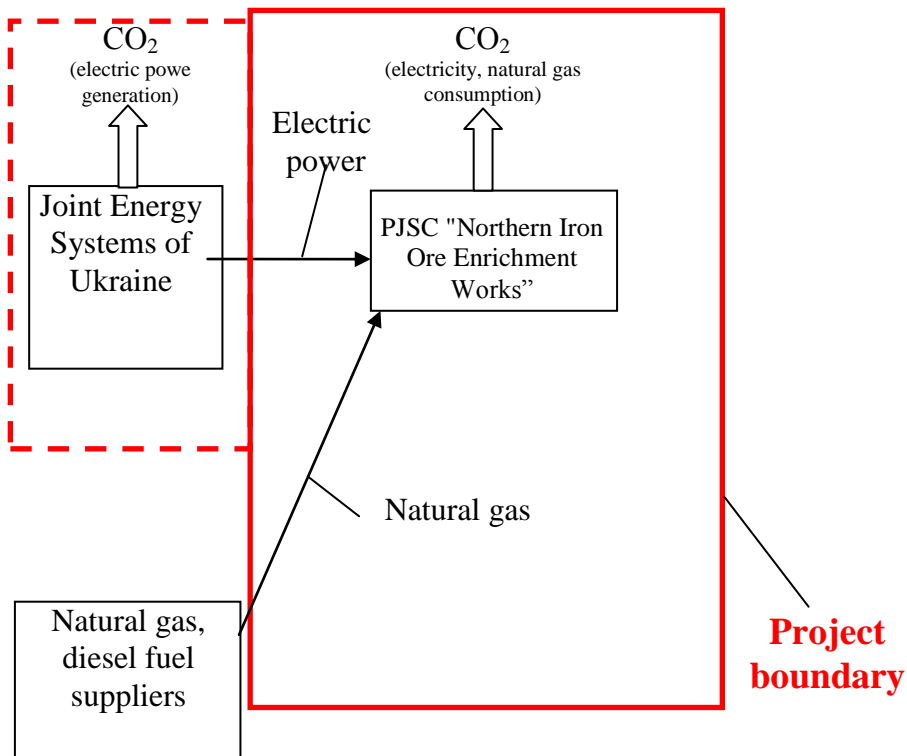 CO2
(electric powe
generation)
CO2
(electricity, natural gas
consumption)
Electric
power
Joint Energy
Systems of
Ukraine
PJSC "Northern Iron
Ore Enrichment
Works”
Natural gas
Natural gas,
diesel fuel
suppliers
Project
boundary